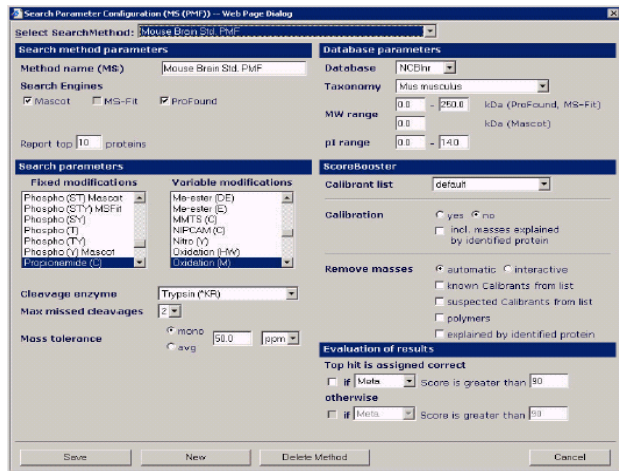 Search Parameter Configuration (MS (PMF)) -- Web Page Dialog
Select SearchMethod: Mouse Brain Std. PMF
Search method parameters
Method name (MS) Mouse Brain Std. PMF
Search Engines
Mascot MS-Fit ProFound
Report top 10 proteins
Database parameters
Database NCBInr
Taxonomy Mus musculus
MW range 0.0 - 250.0 kDa (ProFound, MS-Fit)
0.0 kDa (Mascot)
pI range 0.0 - 14.0
Search parameters
Fixed modifications Variable modifications
Phospho (ST) Mascot Me-ester (DE)
Phospho (STY) MSFit Me-ester (E)
Phospho (SY) MMTS (C)
Phospho (T) NIPCAM (C)
Phospho (TY) Nitro (Y)
Phospho (Y) Mascot Oxidation (HW)
Propionamide (C) Oxidation (M)
Cleavage enzyme Trypsin (*KR)
Max missed cleavages 2
Mass tolerance mono 50.0 ppm
avg
ScoreBooster
Calibrant list default
Calibration yes no
incl. masses explained
by identified protein
Remove masses automatic interactive
known Calibrants from list
suspected Calibrants from list
polymers
explained by identified protein
Evaluation of results
Top hit is assigned correct
if Meta Score is greater than 90
otherwise
if Meta Score is greater than 90
Save New Delete Method Cancel